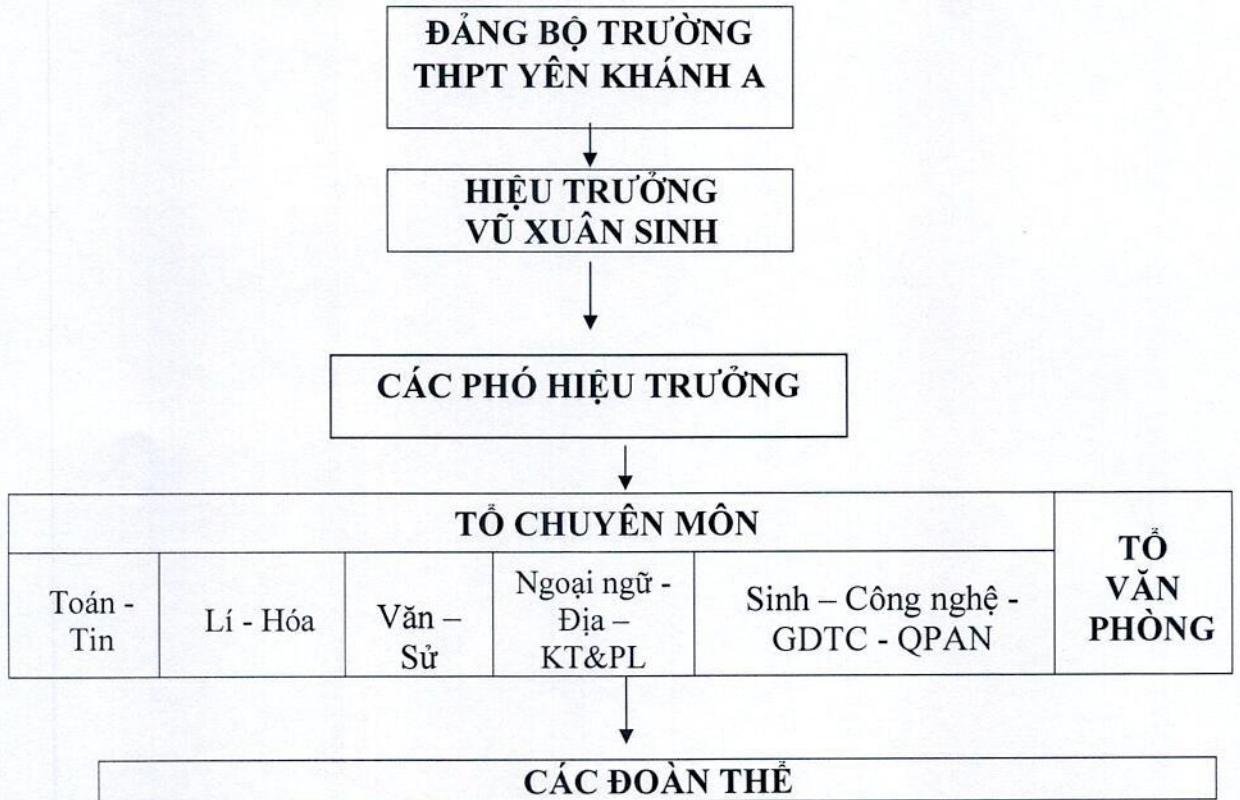 ĐẢNG BỘ TRƯỜNG
THPT YÊN KHÁNH A
HIỆU TRƯỞNG
VŨ XUÂN SINH
CÁC PHÓ HIỆU TRƯỞNG
TỔ CHUYÊN MÔN
Toán -
Tin
Lí - Hóa
Văn –
Sử
Ngoại ngữ -
Địa –
KT&PL
Sinh – Công nghệ -
GDTC - QPAN
TỔ
VĂN
PHÒNG
CÁC ĐOÀN THỂ